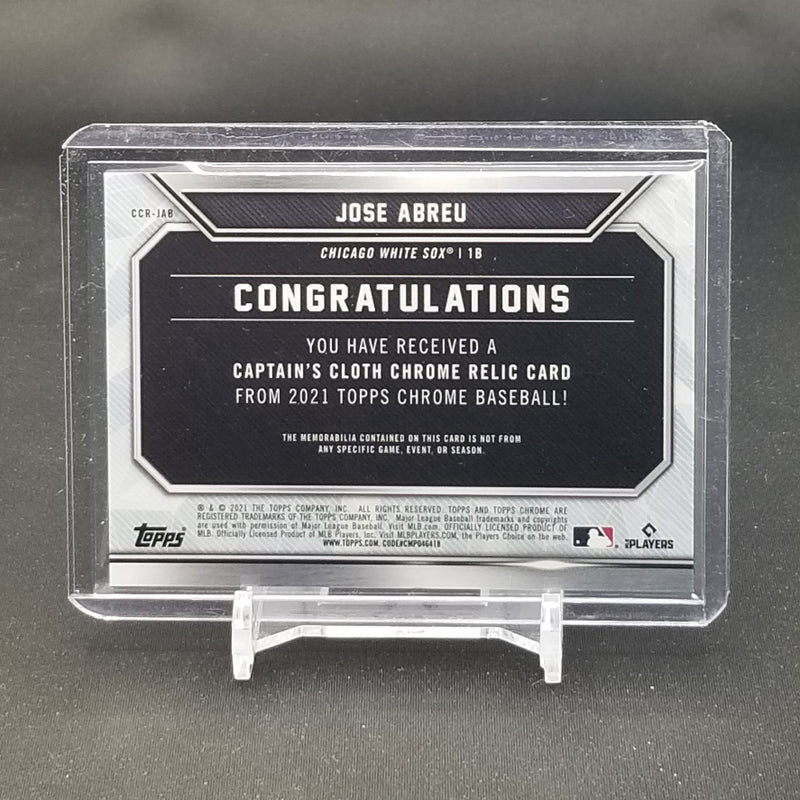 CCR-JAB
JOSE ABREU
CHICAGO WHITE SOX® | 1B
CONGRATULATIONS
YOU HAVE RECEIVED A
CAPTAIN'S CLOTH CHROME RELIC CARD
FROM 2021 TOPPS CHROME BASEBALL!
THE MEMORABILIA CONTAINED ON THIS CARD IS NOT FROM
ANY SPECIFIC GAME, EVENT, OR SEASON.
® & © 2021 THE TOPPS COMPANY, INC. ALL RIGHTS RESERVED. TOPPS AND TOPPS CHROME ARE
REGISTERED TRADEMARKS OF THE TOPPS COMPANY, INC. Major League Baseball trademarks and copyrights
are used with permission of Major League Baseball. Visit MLB.com. OFFICIALLY LICENSED PRODUCT OF
MLB. Officially Licensed Product of MLB Players, Inc. Visit MLBPLAYERS.COM, the Players Choice on the web.
WWW.TOPPS.COM. CODE#CMP046418
TOPPS®
MLB PLAYERS